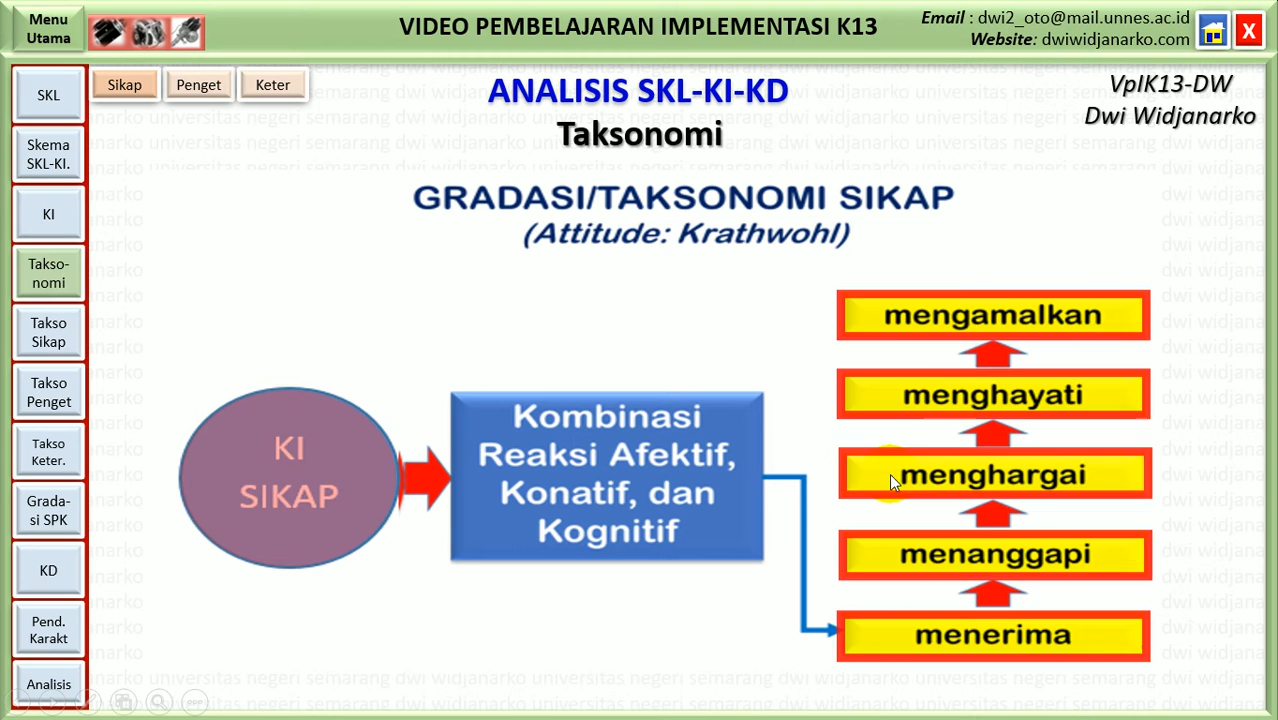 Menu
Utama
VIDEO PEMBELAJARAN IMPLEMENTASI K13
Email : dwi2_oto@mail.unnes.ac.id
Website: dwiwidjanarko.com
X
SKL
Skema
SKL-KI.
KI
Takso-
nomi
Takso
Sikap
Takso
Penget
Takso
Keter.
Grada-
si SPK
KD
Pend.
Karakt
Analisis
Sikap
Penget
Keter
ANALISIS SKL-KI-KD
Taksonomi
VpIK13-DW
Dwi Widjanarko
GRADASI/TAKSONOMI SIKAP
(Attitude: Krathwohl)
KI
SIKAP
Kombinasi
Reaksi Afektif,
Konatif, dan
Kognitif
mengamalkan
menghayati
menghargai
menanggapi
menerima